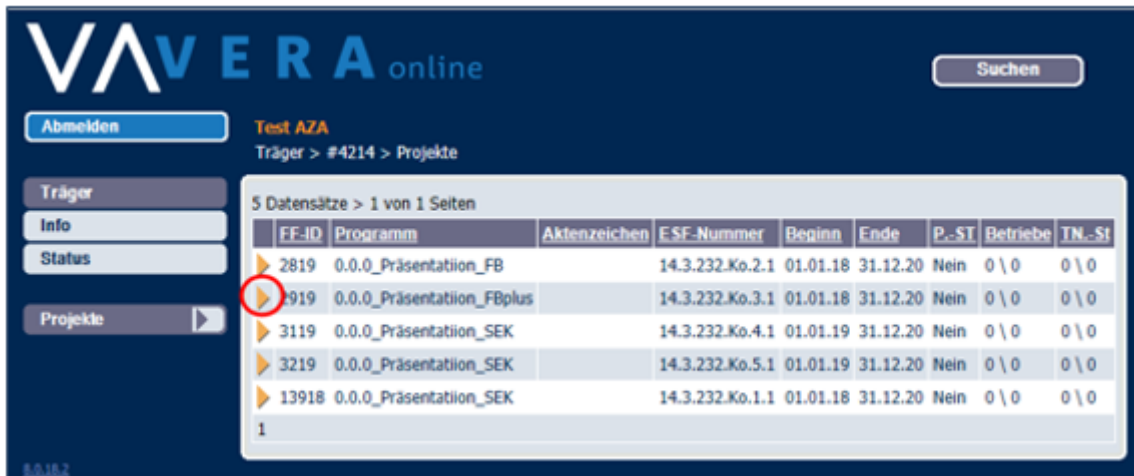 VERA online
Suchen
Abmelden
Test AZA
Träger > #4214 > Projekte
Träger
Info
Status
Projekte
5 Datensätze > 1 von 1 Seiten
FF-ID Programm Aktenzeichen ESF-Nummer Beginn Ende P.-ST Betriebe TN.-St
2819 0.0.0_Präsentatiion_FB 14.3.232.Ko.2.1 01.01.18 31.12.20 Nein 0 \ 0 0 \ 0
2919 0.0.0_Präsentatiion_FBplus 14.3.232.Ko.3.1 01.01.18 31.12.20 Nein 0 \ 0 0 \ 0
3119 0.0.0_Präsentatiion_SEK 14.3.232.Ko.4.1 01.01.19 31.12.20 Nein 0 \ 0 0 \ 0
3219 0.0.0_Präsentatiion_SEK 14.3.232.Ko.5.1 01.01.19 31.12.20 Nein 0 \ 0 0 \ 0
13918 0.0.0_Präsentatiion_SEK 14.3.232.Ko.1.1 01.01.18 31.12.20 Nein 0 \ 0 0 \ 0
1